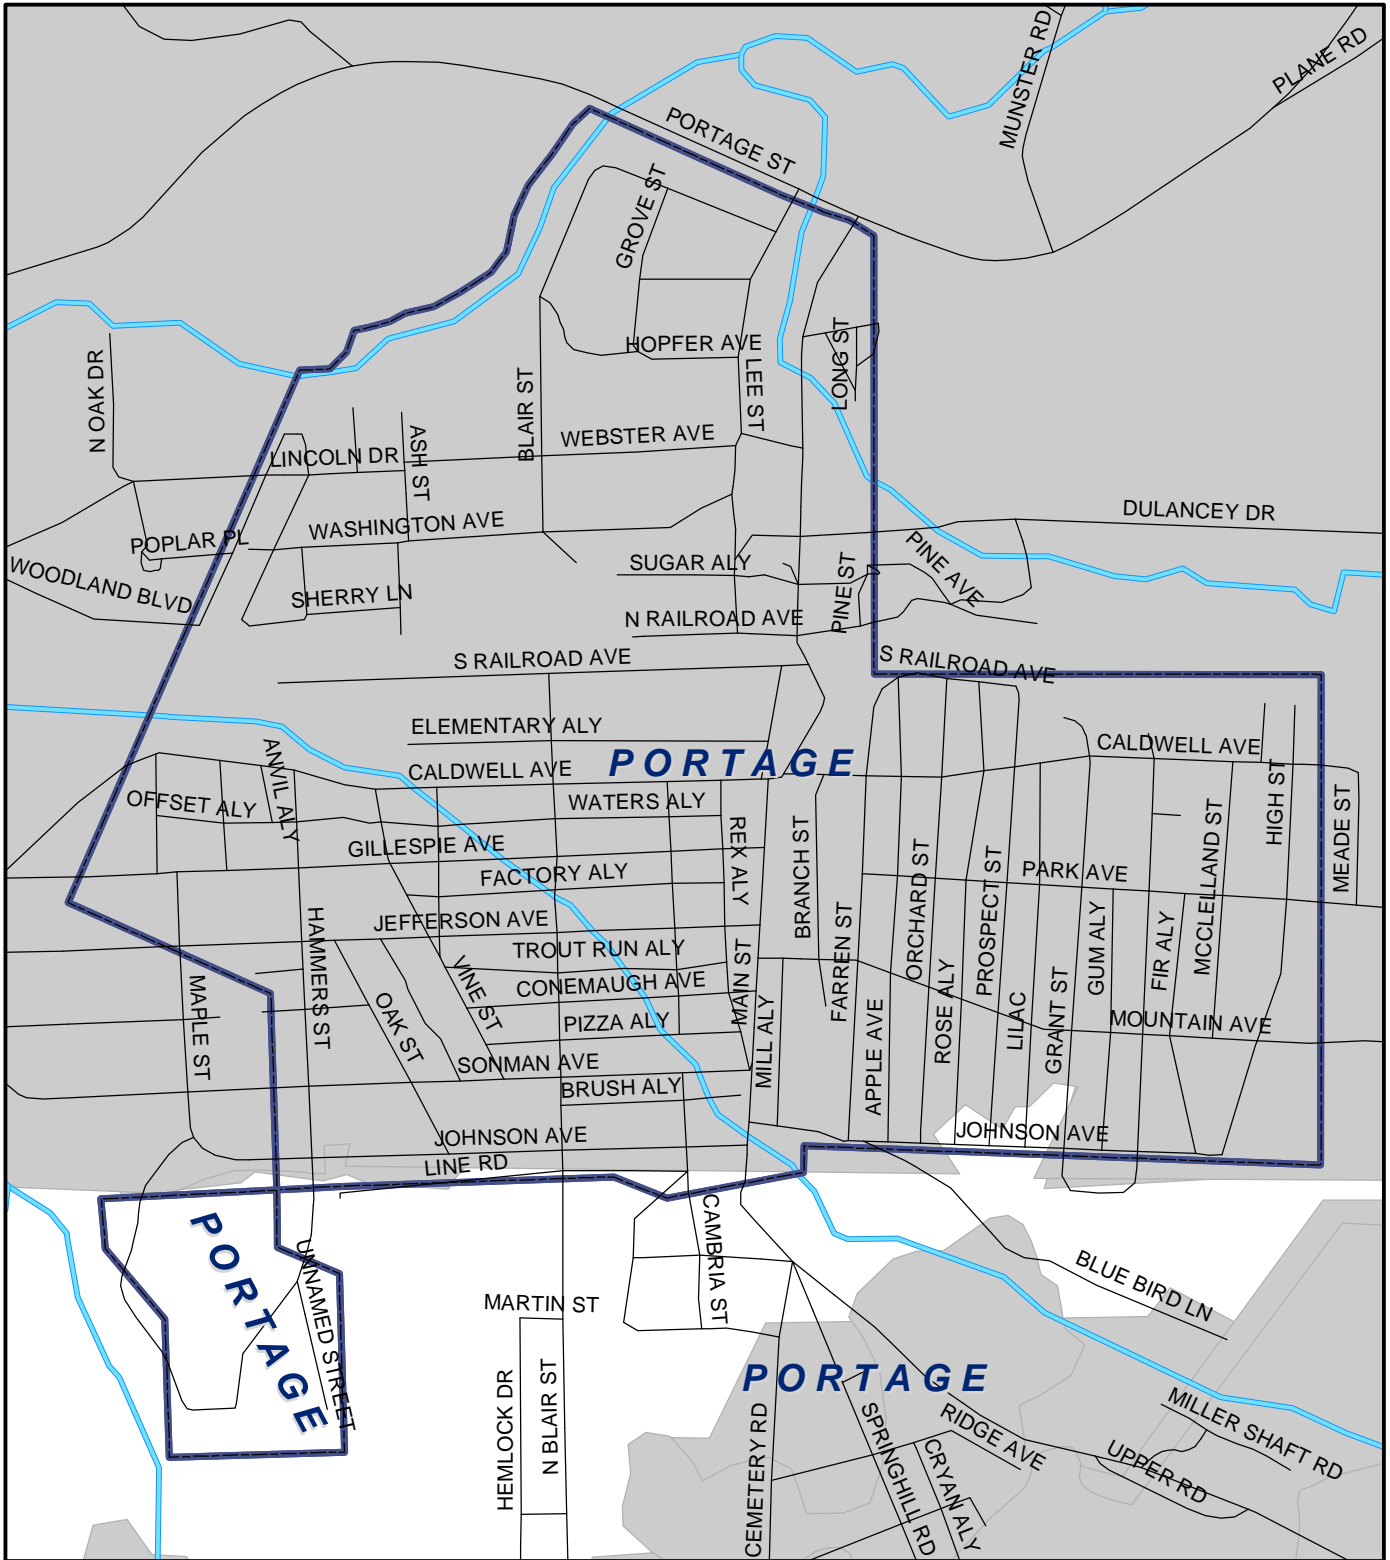 MUNSTER RD
PLANE RD
PORTAGE ST
GROVE ST
N OAK DR
HOPFER AVE
LONG ST
LEE ST
BLAIR ST
WEBSTER AVE
ASH ST
LINCOLN DR
DULANCEY DR
WASHINGTON AVE
POPLAR PL
PINE AVE
SUGAR ALY
PINE ST
WOODLAND BLVD
SHERRY LN
N RAILROAD AVE
S RAILROAD AVE
S RAILROAD AVE
ELEMENTARY ALY
CALDWELL AVE
PORTAGE
ANVIL ALY
CALDWELL AVE
OFFSET ALY
WATERS ALY
HIGH ST
MEADE ST
GILLESPIE AVE
REX ALY
BRANCH ST
ORCHARD ST
PROSPECT ST
MCCLELLAND ST
FACTORY ALY
PARK AVE
JEFFERSON AVE
HAMMERS ST
FARREN ST
GUM ALY
FIR ALY
TROUT RUN ALY
VINE ST
MAIN ST
CONEMAUGH AVE
ROSE ALY
LILAC
GRANT ST
PIZZA ALY
MOUNTAIN AVE
MAPLE ST
OAK ST
MILL ALY
APPLE AVE
SONMAN AVE
BRUSH ALY
JOHNSON AVE
JOHNSON AVE
LINE RD
PORTAGE
UNNAMED STREET
CAMBRIA ST
BLUE BIRD LN
MARTIN ST
PORTAGE
HEMLOCK DR
N BLAIR ST
CEMETERY RD
SPRINGHILL RD
RIDGE AVE
CRYAN ALY
UPPER RD
MILLER SHAFT RD